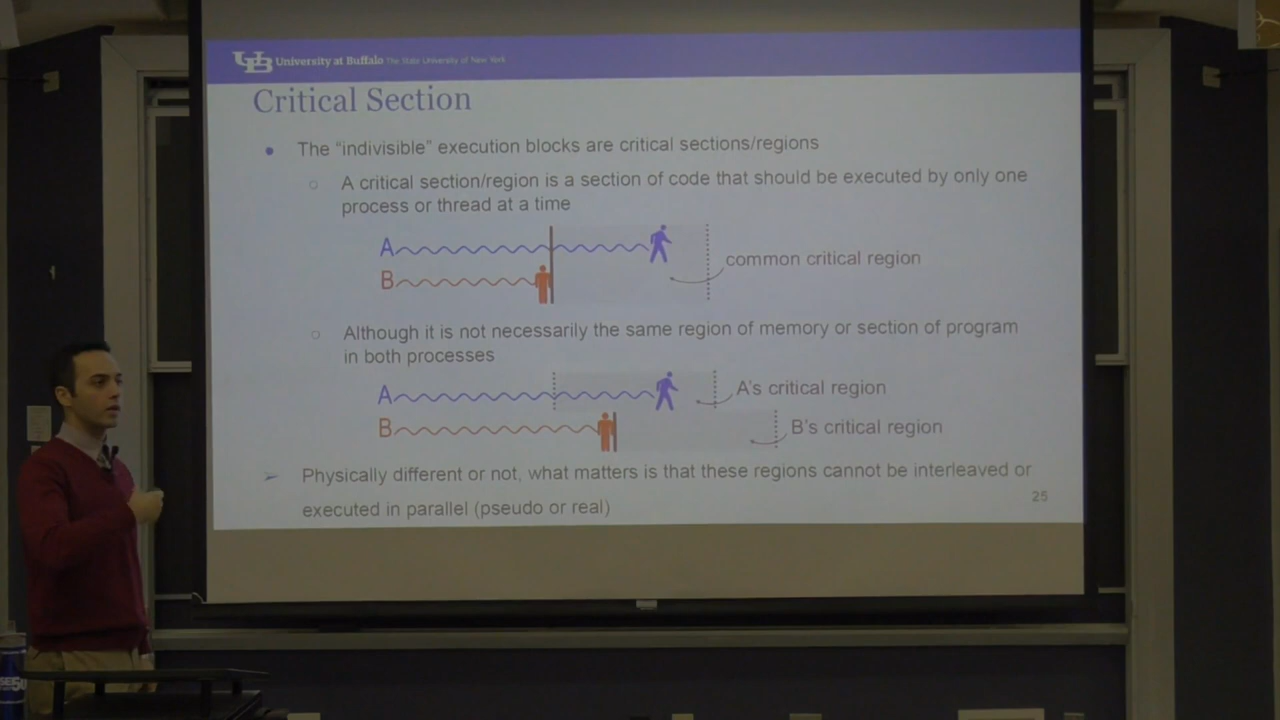 UB University at Buffalo The State University of New York
Critical Section
The "indivisible" execution blocks are critical sections/regions
A critical section/region is a section of code that should be executed by only one
process or thread at a time
A
B
common critical region
Although it is not necessarily the same region of memory or section of program
in both processes
A
A's critical region
B
B's critical region
Physically different or not, what matters is that these regions cannot be interleaved or
executed in parallel (pseudo or real)
25